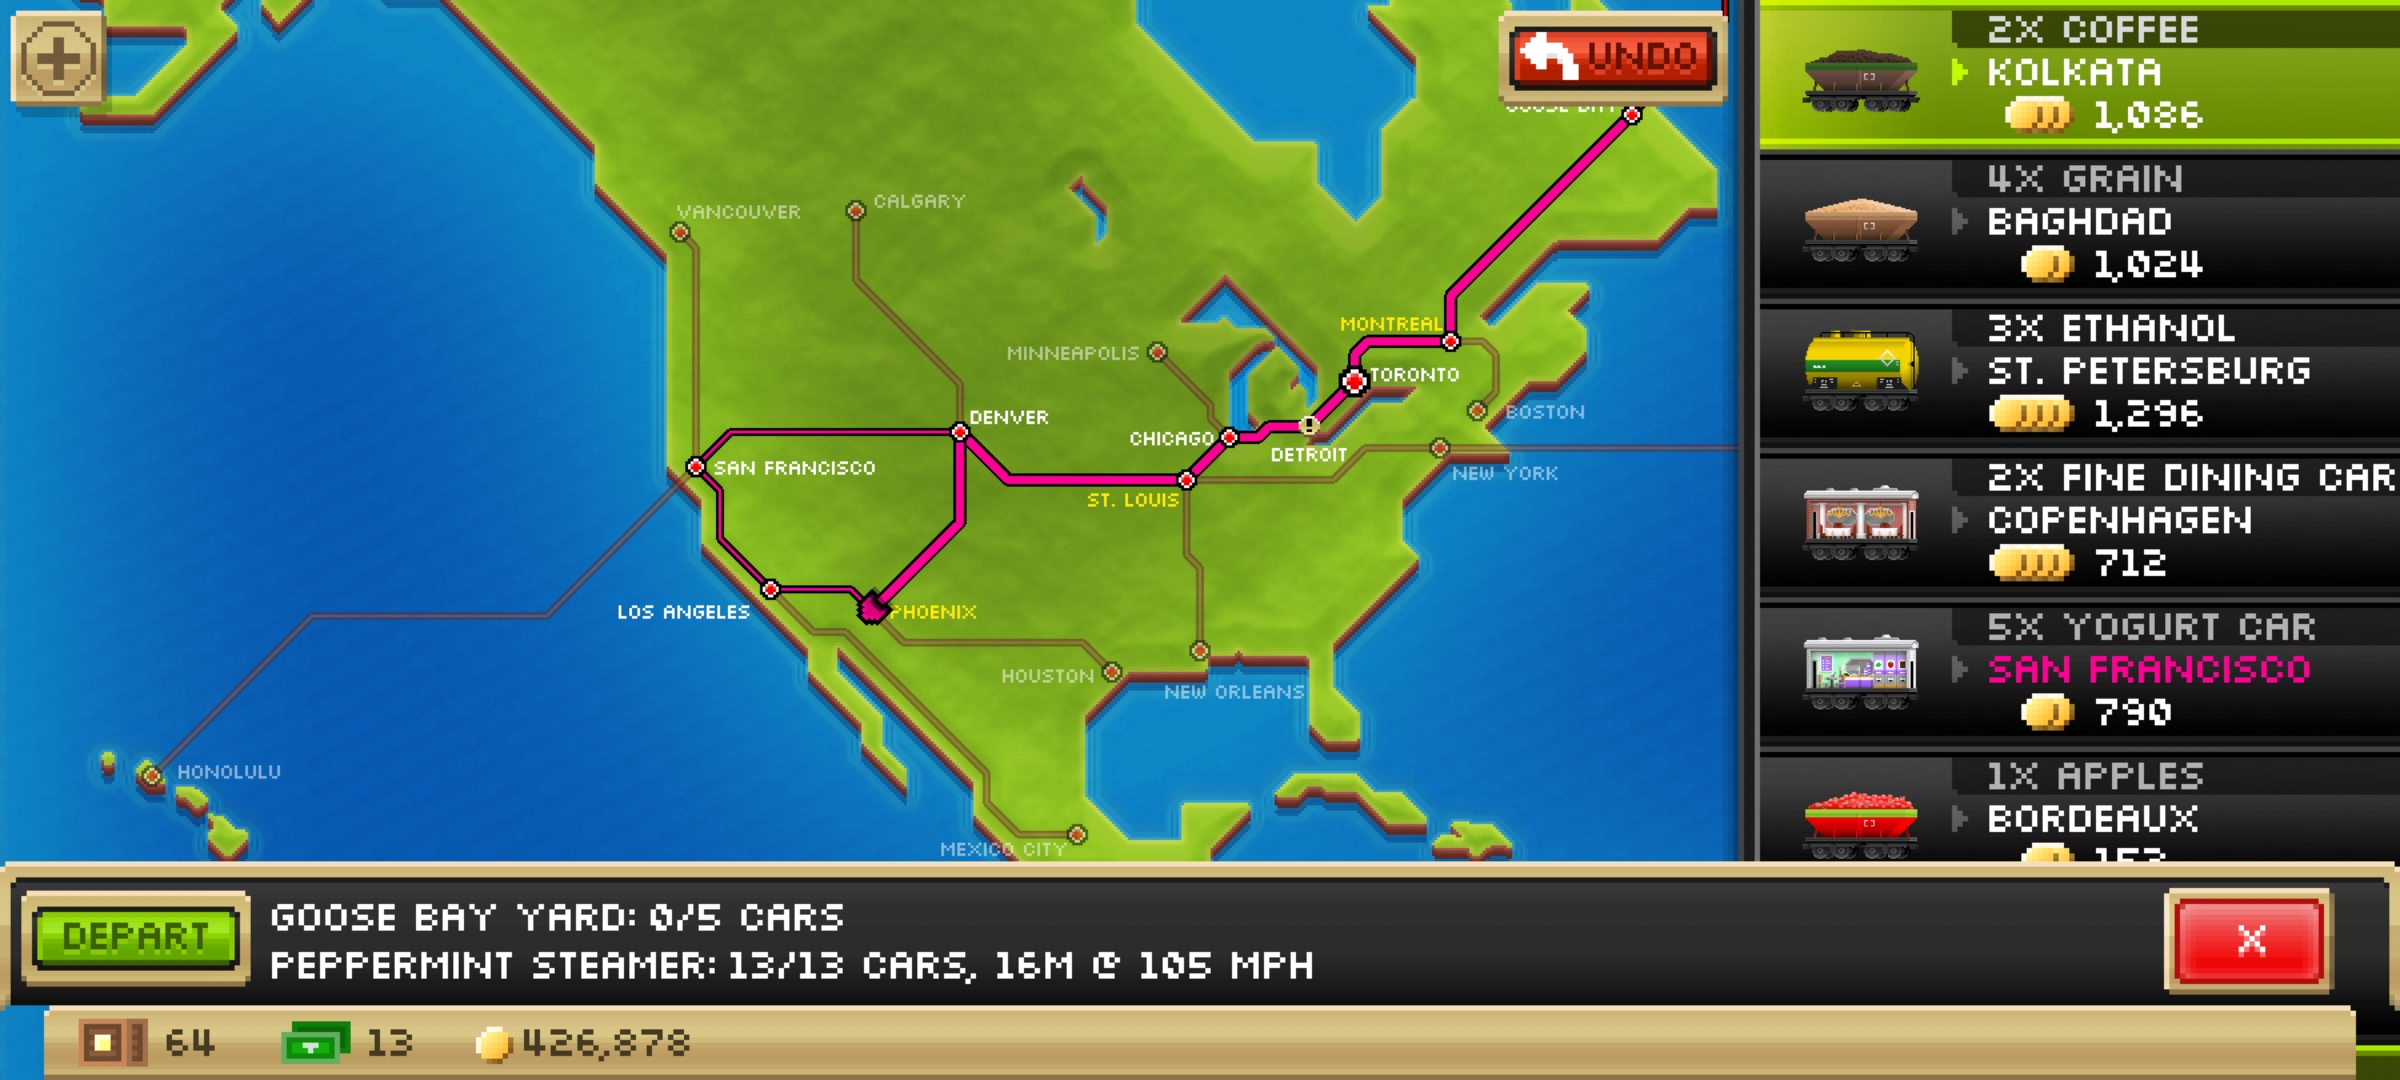 UNDO
VANCOUVER
CALGARY
MINNEAPOLIS
MONTREAL
TORONTO
BOSTON
DENVER
CHICAGO
DETROIT
NEW YORK
SAN FRANCISCO
ST. LOUIS
LOS ANGELES
PHOENIX
HOUSTON
NEW ORLEANS
HONOLULU
MEXICO CITY
2X COFFEE
KOLKATA
1,086
4X GRAIN
BAGHDAD
1,024
3X ETHANOL
ST. PETERSBURG
1,296
2X FINE DINING CAR
COPENHAGEN
712
5X YOGURT CAR
SAN FRANCISCO
790
1X APPLES
BORDEAUX
DEPART
GOOSE BAY YARD: 0/5 CARS
PEPPERMINT STEAMER: 13/13 CARS, 16M @ 105 MPH
X
64
13
426,878